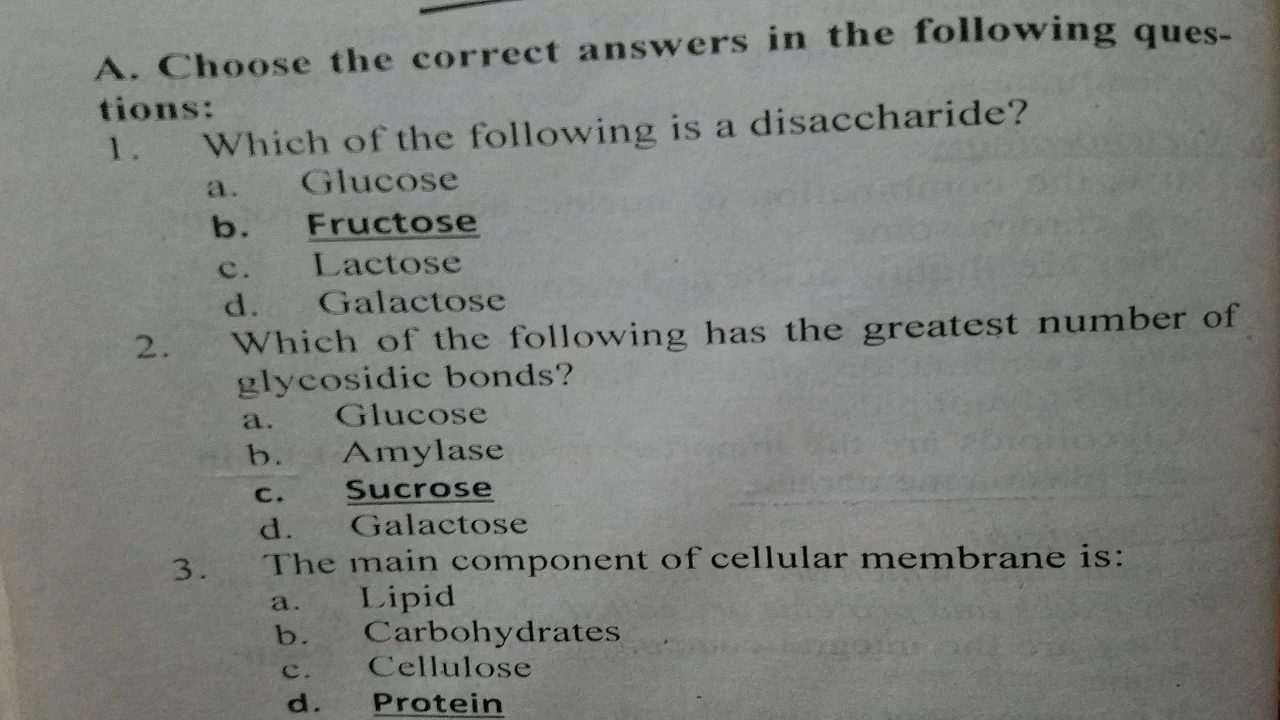 A. Choose the correct answers in the following ques-
tions:
1. Which of the following is a disaccharide?
a. Glucose
b. Fructose
c. Lactose
d. Galactose
2. Which of the following has the greatest number of
glycosidic bonds?
a. Glucose
b. Amylase
c. Sucrose
d. Galactose
3. The main component of cellular membrane is:
a. Lipid
b. Carbohydrates
c. Cellulose
d. Protein